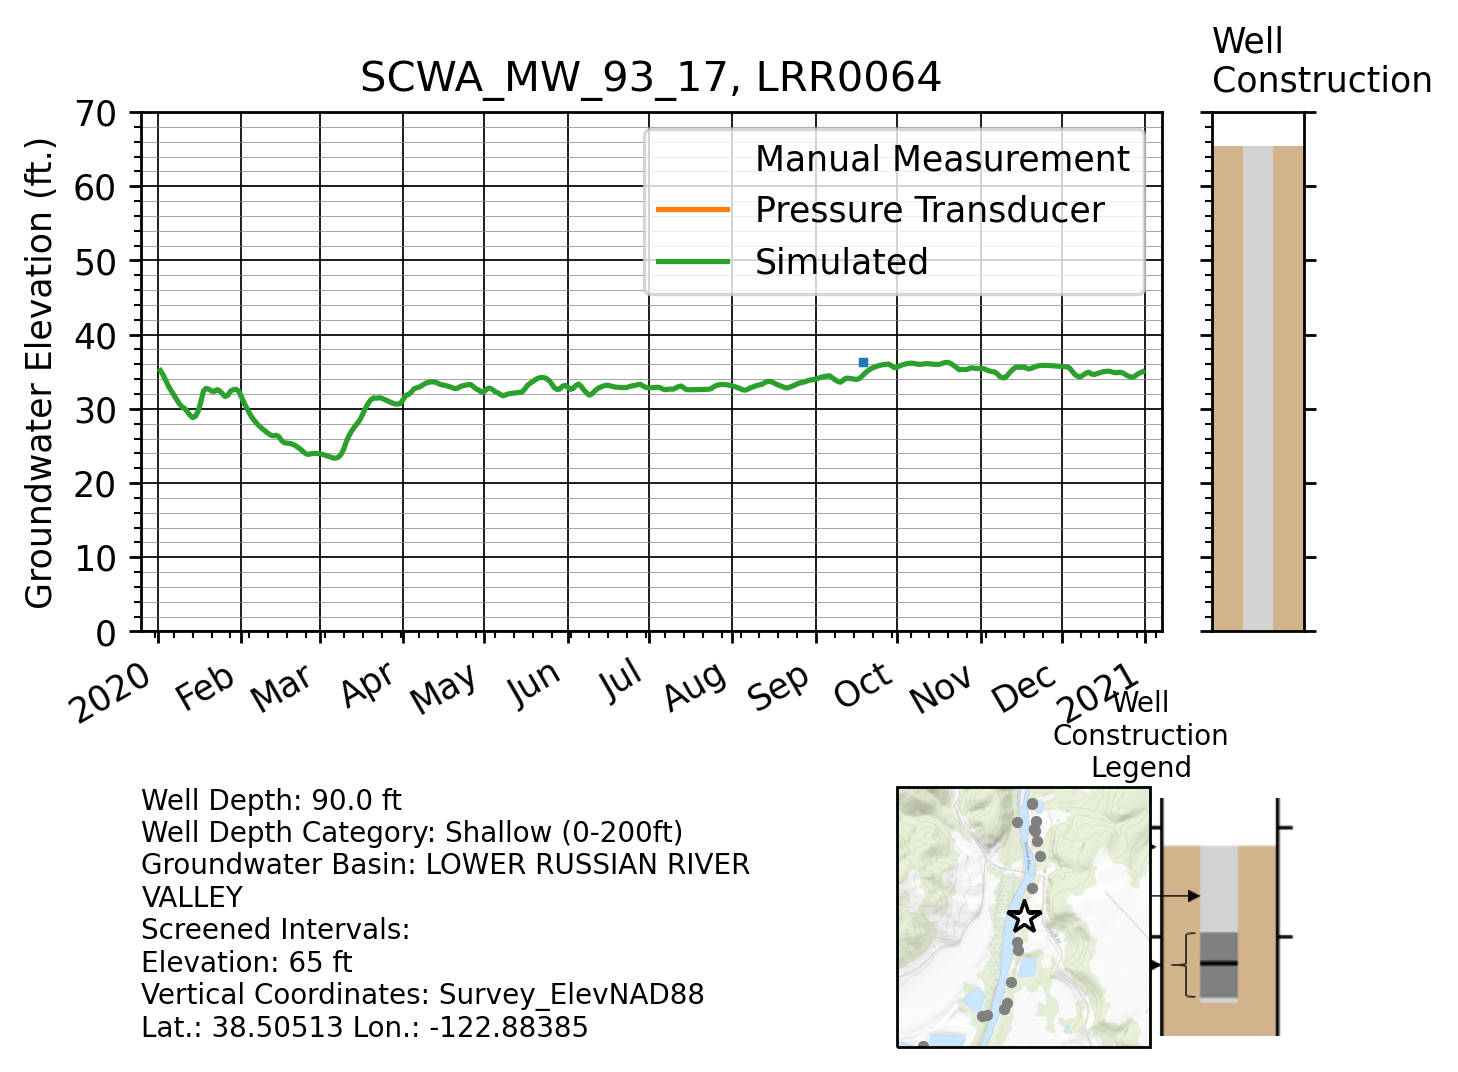 Well
Construction
SCWA_MW_93_17, LRR0064
70
60
50
40
30
20
10
0
Groundwater Elevation (ft.)
Manual Measurement
Pressure Transducer
Simulated
2020
Feb
Mar
Apr
May
Jun
Jul
Aug
Sep
Oct
Nov
Dec
2021
Well
Construction
Legend
Well Depth: 90.0 ft
Well Depth Category: Shallow (0-200ft)
Groundwater Basin: LOWER RUSSIAN RIVER
VALLEY
Screened Intervals:
Elevation: 65 ft
Vertical Coordinates: Survey_ElevNAD88
Lat.: 38.50513 Lon.: -122.88385